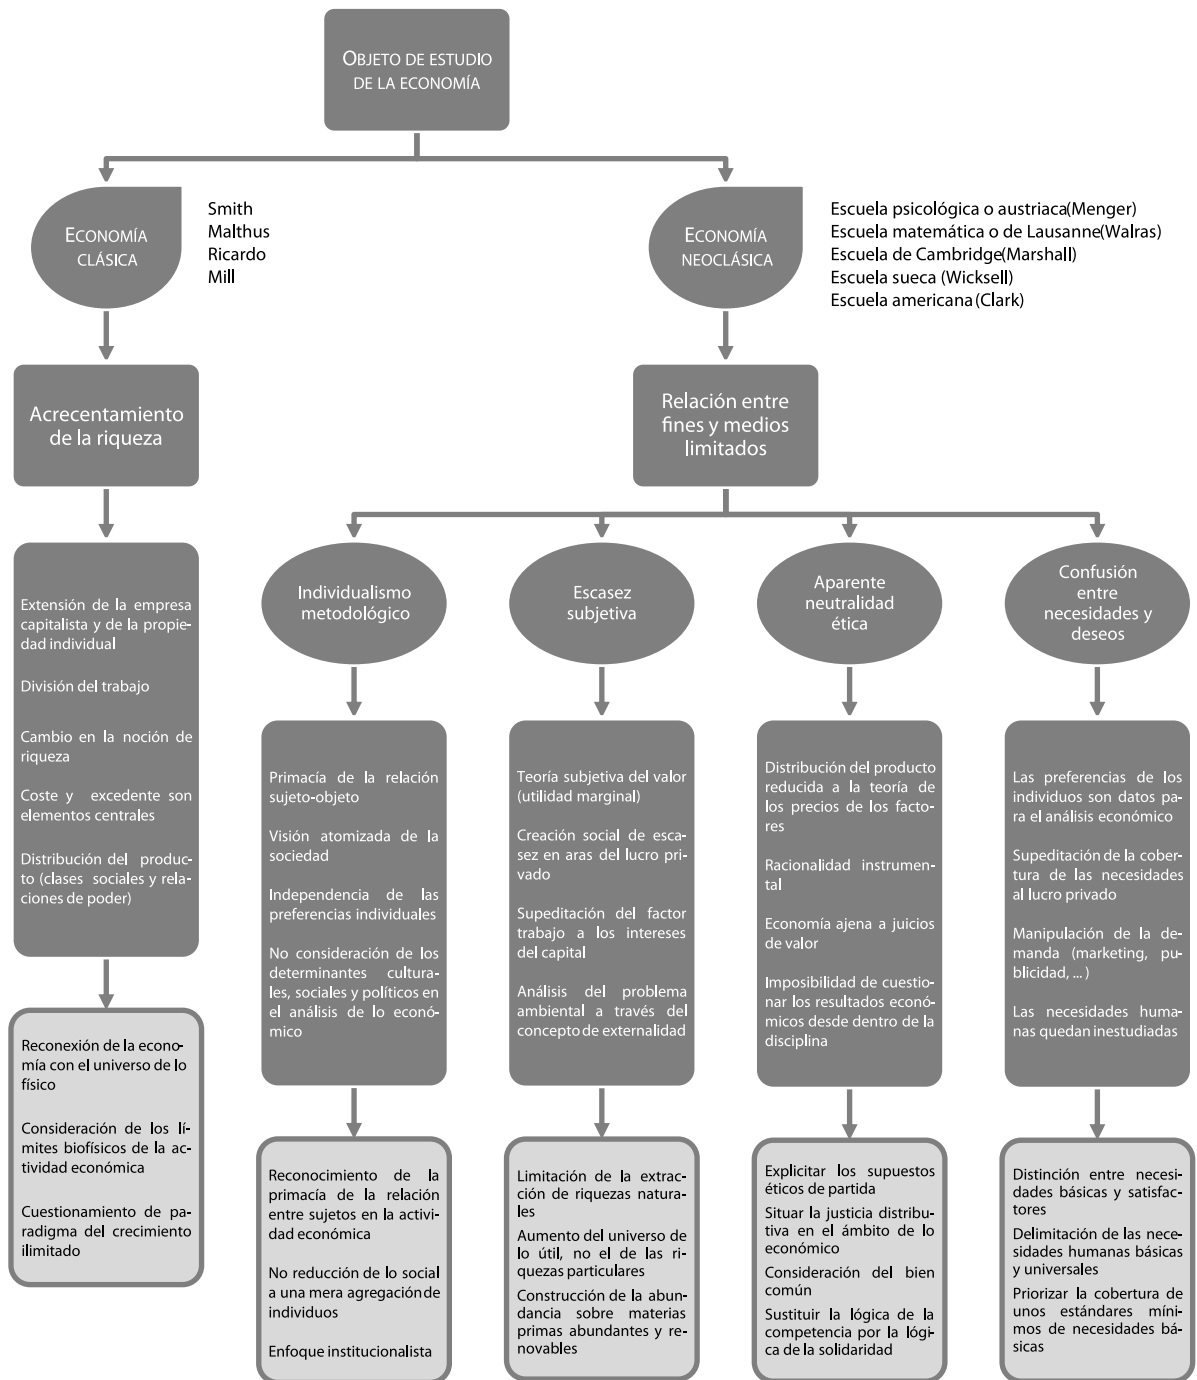 OBJETO DE ESTUDIO
DE LA ECONOMÍA
ECONOMÍA
CLÁSICA
Smith
Malthus
Ricardo
Mill
ECONOMÍA
NEOCLÁSICA
Escuela psicológica o austriaca(Menger)
Escuela matemática o de Lausanne(Walras)
Escuela de Cambridge(Marshall)
Escuela sueca (Wicksell)
Escuela americana(Clark)
Acrecentamiento
de la riqueza
Relación entre
fines y medios
limitados
Extensión de la empresa
capitalista y de la propie-
dad individual
División del trabajo
Cambio en la noción de
riqueza
Coste y excedente son
elementos centrales
Distribución del produc-
to (clases sociales y rela-
ciones de poder)
Reconexión de la econo-
mía con el universo de lo
físico
Consideración de los lí-
mites biofísicos de la ac-
tividad económica
Cuestionamiento de pa-
radigma del crecimiento
ilimitado
Individualismo
metodológico
Primacía de la relación
sujeto-objeto
Visión atomizada de la
sociedad
Independencia de las
preferencias individuales
No consideración de los
determinantes cultura-
les, sociales y políticos en
el análisis de lo econó-
mico
Reconocimiento de la
primacía de la relación
entre sujetos en la activi-
dad económica
No reducción de lo social
a una mera agregación de
individuos
Enfoque institucionalista
Escasez
subjetiva
Teoría subjetiva del valor
(utilidad marginal)
Creación social de esca-
sez en aras del lucro pri-
vado
Supeditación del factor
trabajo a los intereses
del capital
Análisis del problema
ambiental a través del
concepto de externalidad
Limitación de la extrac-
ción de riquezas natura-
les
Aumento del universo de
lo útil, no el de las ri-
quezas particulares
Construcción de la abun-
dancia sobre materias
primas abundantes y re-
novables
Aparente
neutralidad
ética
Distribución del producto
reducida a la teoría de
los precios de los facto-
res
Racionalidad instrumen-
tal
Economía ajena a juicios
de valor
Imposibilidad de cuestio-
nar los resultados econó-
micos desde dentro de la
disciplina
Explicitar los supuestos
éticos de partida
Situar la justicia distribu-
tiva en el ámbito de lo
económico
Consideración del bien
común
Sustituir la lógica de la
competencia por la lógi-
ca de la solidaridad
Confusión
entre
necesidades y
deseos
Las preferencias de los
individuos son datos pa-
ra el análisis económico
Supeditación de la cober-
tura de las necesidades
al lucro privado
Manipulación de la de-
manda (marketing, pu-
blicidad, ... )
Las necesidades huma-
nas quedan inestudiadas
Distinción entre necesi-
dades básicas y satisfac-
tores
Delimitación de las nece-
sidades humanas básicas
y universales
Priorizar la cobertura de
unos estándares míni-
mos de necesidades bá-
sicas